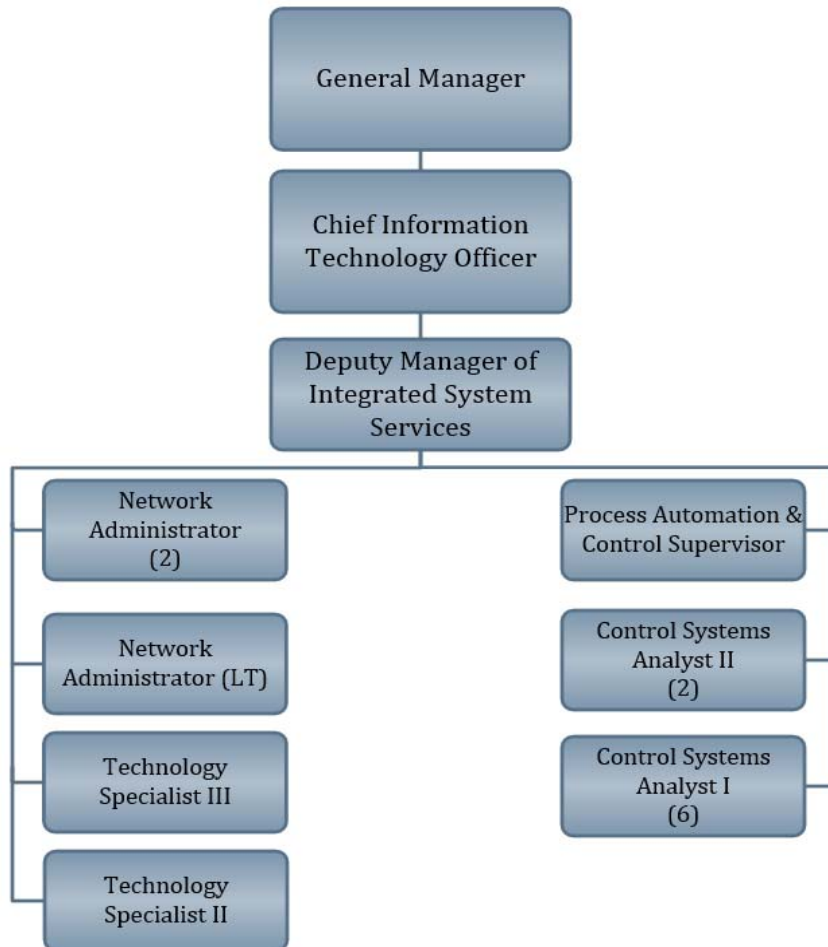 General Manager
Chief Information
Technology Officer
Deputy Manager of
Integrated System
Services
Network
Administrator
(2)
Network
Administrator (LT)
Technology
Specialist III
Technology
Specialist II
Process Automation &
Control Supervisor
Control Systems
Analyst II
(2)
Control Systems
Analyst I
(6)